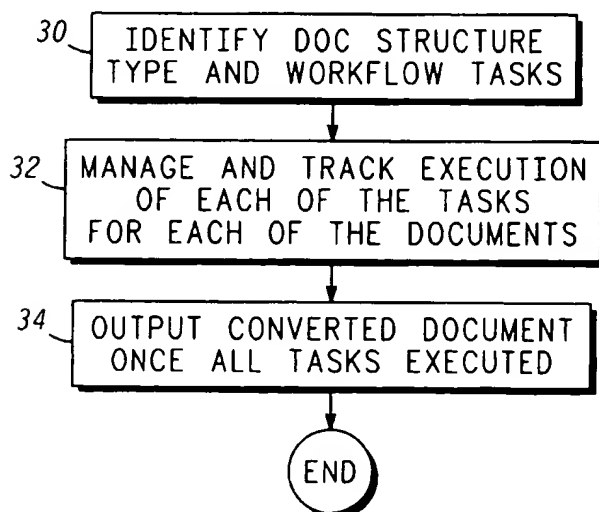 30
IDENTIFY DOC STRUCTURE
TYPE AND WORKFLOW TASKS
32
MANAGE AND TRACK EXECUTION
OF EACH OF THE TASKS
FOR EACH OF THE DOCUMENTS
34
OUTPUT CONVERTED DOCUMENT
ONCE ALL TASKS EXECUTED
END